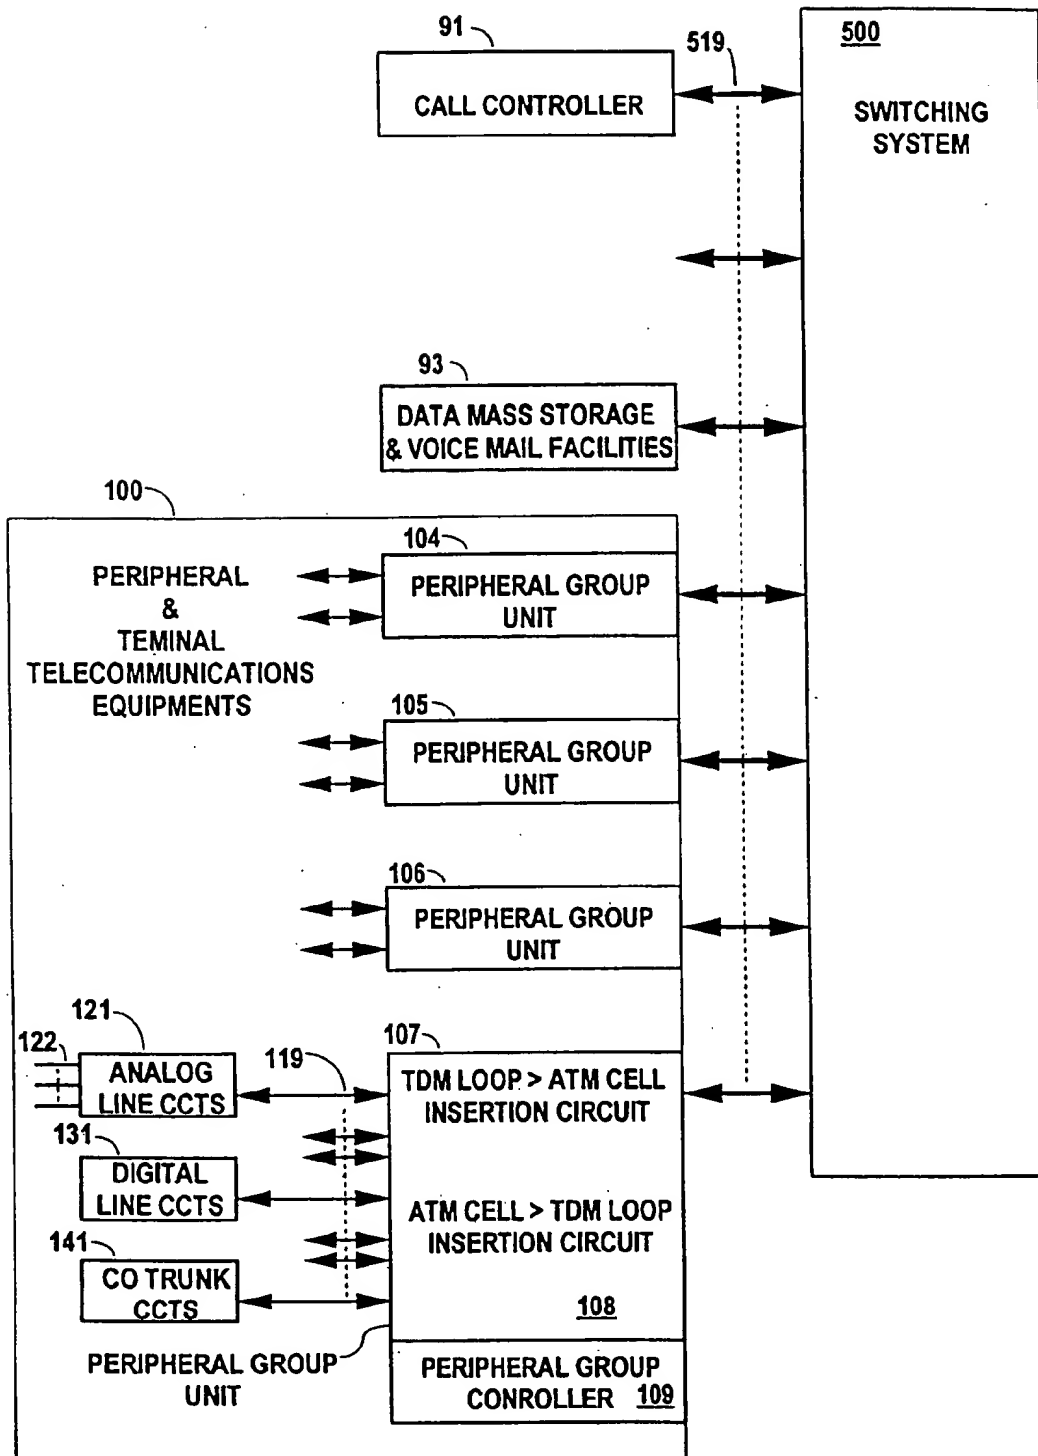 91
CALL CONTROLLER
519
500
SWITCHING
SYSTEM
93
DATA MASS STORAGE
& VOICE MAIL FACILITIES
100
PERIPHERAL
&
TEMINAL
TELECOMMUNICATIONS
EQUIPMENTS
104
PERIPHERAL GROUP
UNIT
105
PERIPHERAL GROUP
UNIT
106
PERIPHERAL GROUP
UNIT
122
121
ANALOG
LINE CCTS
119
131
DIGITAL
LINE CCTS
141
CO TRUNK
CCTS
107
TDM LOOP > ATM CELL
INSERTION CIRCUIT
ATM CELL > TDM LOOP
INSERTION CIRCUIT
108
PERIPHERAL GROUP
UNIT
PERIPHERAL GROUP
CONROLLER 109